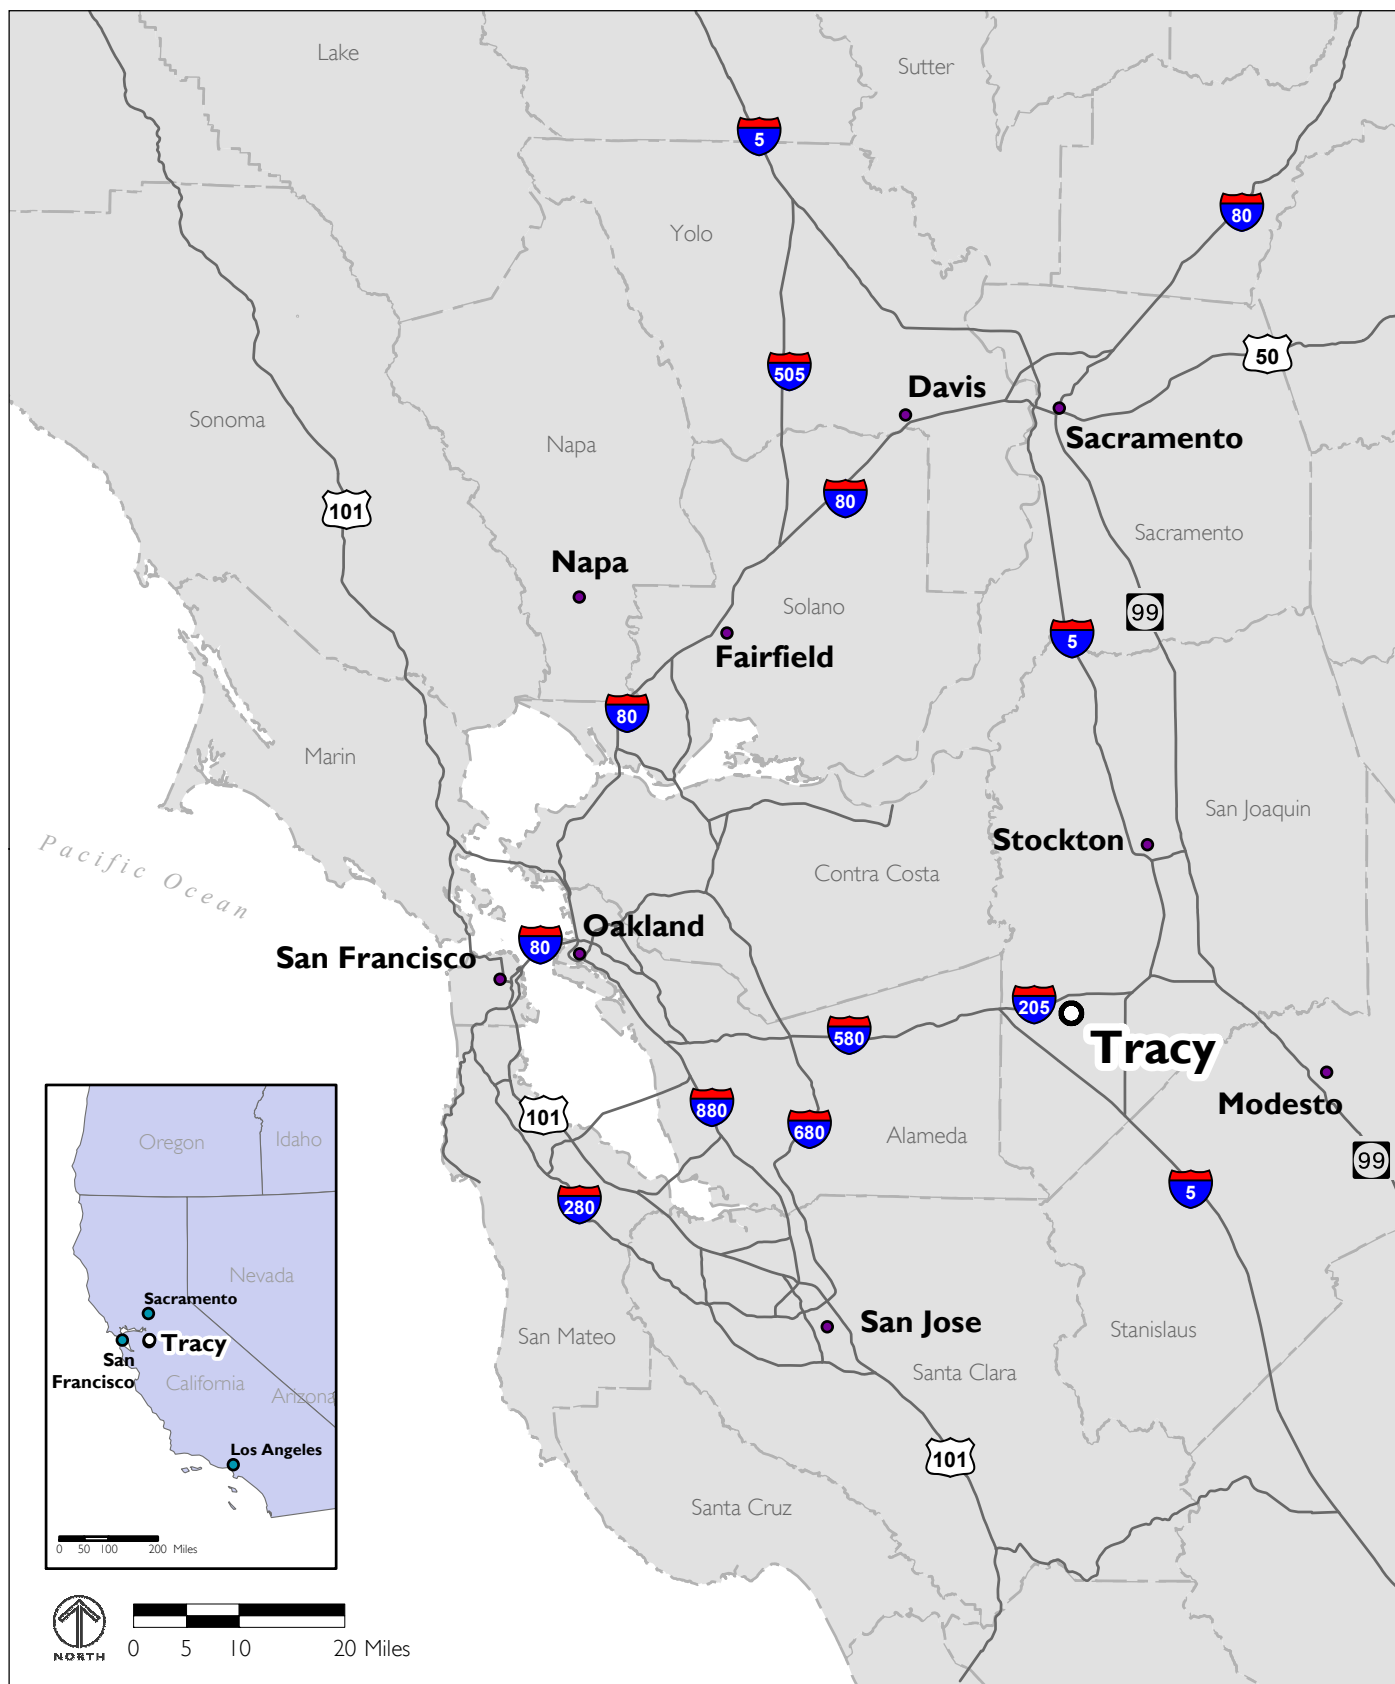 Lake
Sutter
5
80
Yolo
50
505
Davis
Sonoma
Sacramento
Napa
80
101
Sacramento
Napa
Solano
99
5
Fairfield
80
Marin
San Joaquin
Stockton
Pacific Ocean
Contra Costa
Oakland
80
San Francisco
205
580
Tracy
880
Modesto
101
680
Alameda
99
5
280
San Jose
San Mateo
Stanislaus
Santa Clara
101
Santa Cruz
Oregon
Idaho
Nevada
Sacramento
Tracy
San
Francisco
California
Arizona
Los Angeles
0 50 100 200 Miles
NORTH
0 5 10 20 Miles